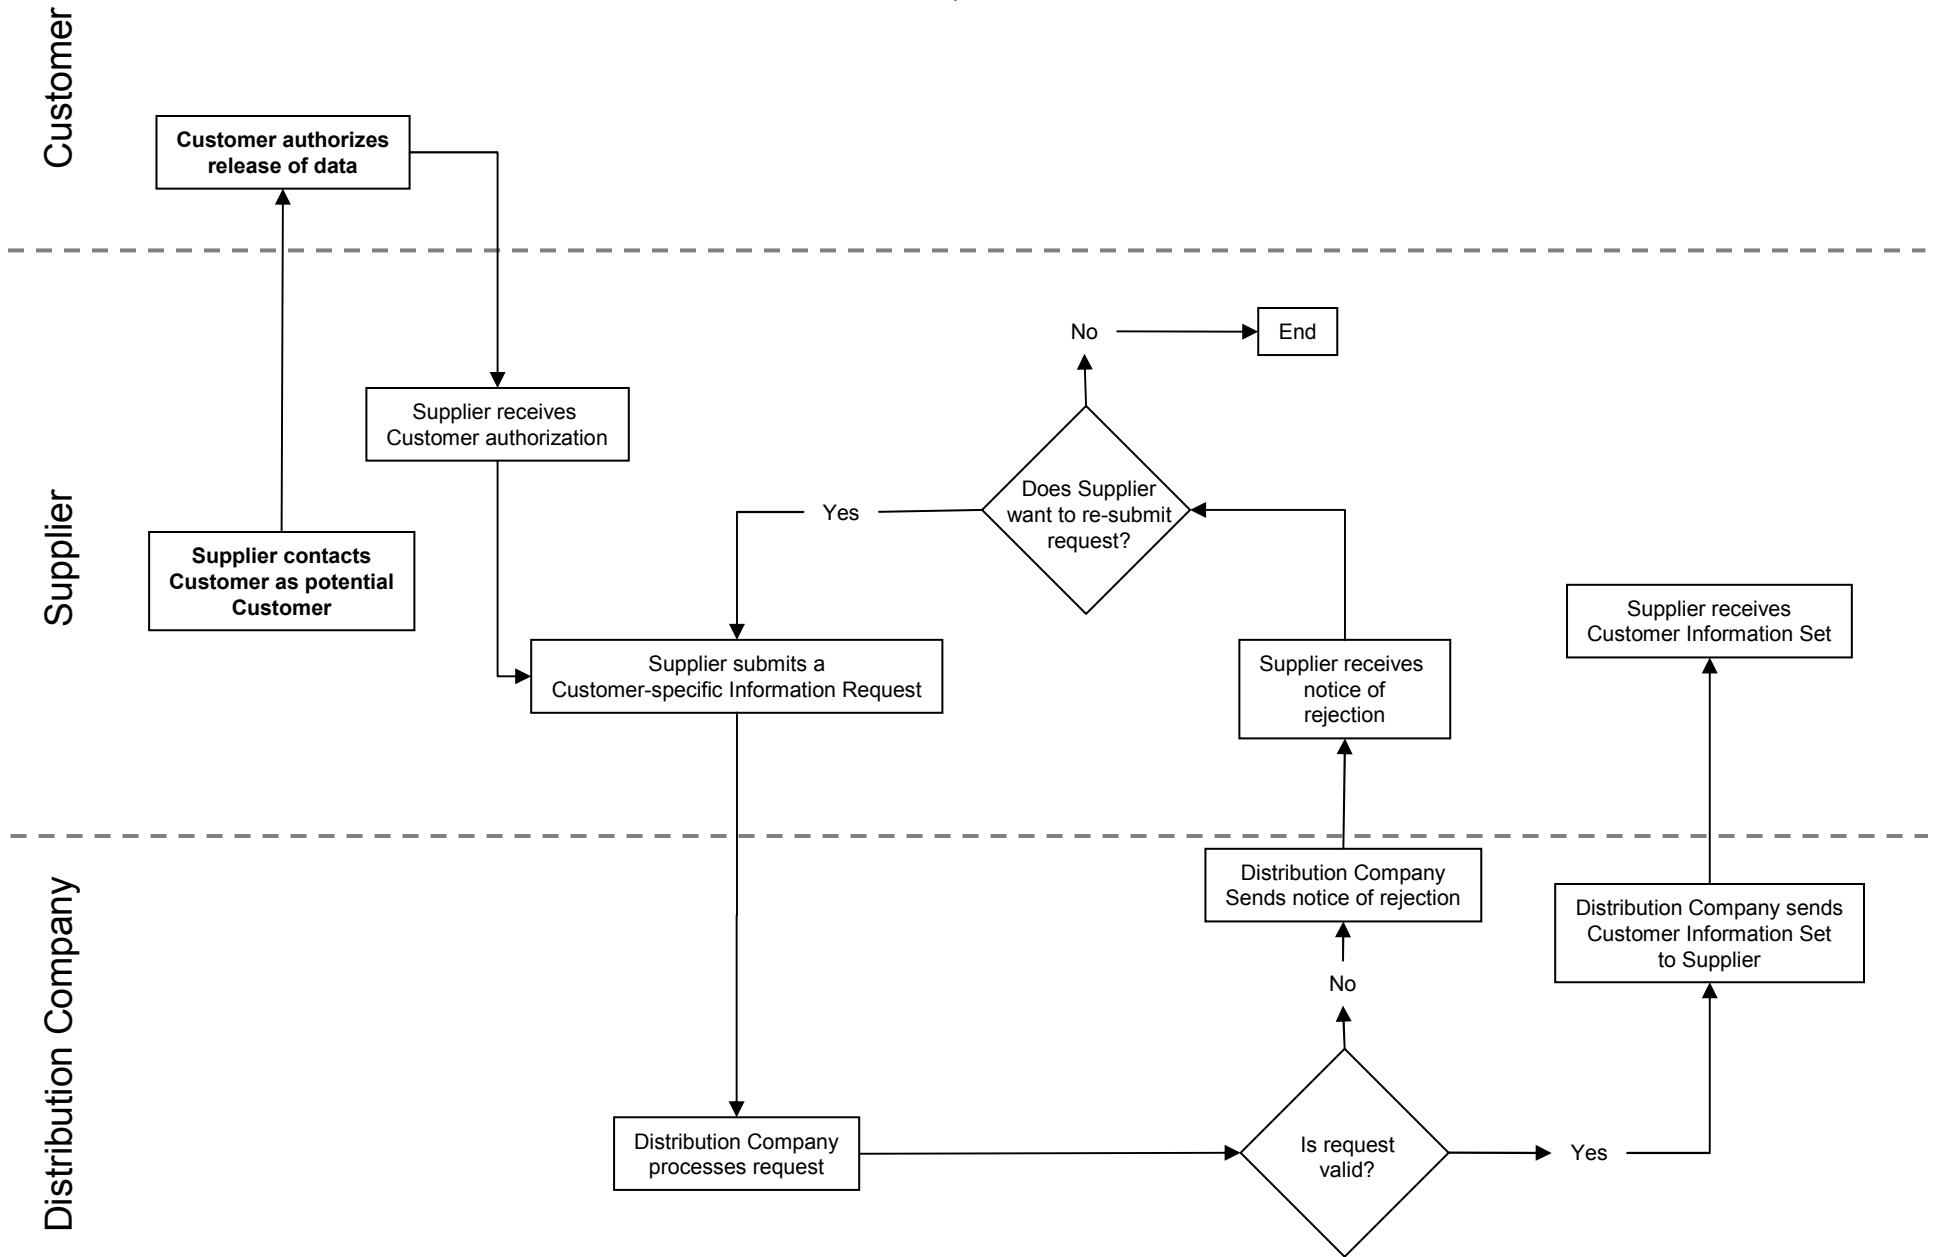 Customer
Customer authorizes
release of data
Supplier
No
End
Supplier receives
Customer authorization
Does Supplier
want to re-submit
request?
Yes
Supplier contacts
Customer as potential
Customer
Supplier receives
Customer Information Set
Supplier submits a
Customer-specific Information Request
Supplier receives
notice of
rejection
Distribution Company
Distribution Company
Sends notice of rejection
Distribution Company sends
Customer Information Set
to Supplier
No
Distribution Company
processes request
Is request
valid?
Yes